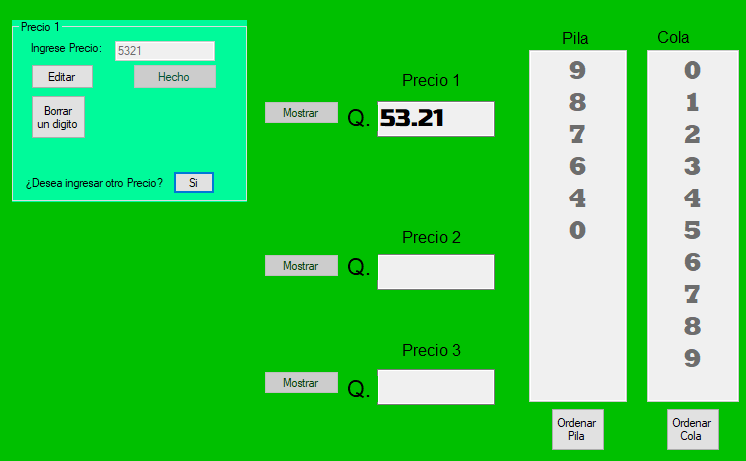 Precio 1
Ingrese Precio: 5321
Editar Hecho
Borrar
un digito
¿Desea ingresar otro Precio? Si
Precio 1
Mostrar Q. 53.21
Precio 2
Mostrar Q.
Precio 3
Mostrar Q.
Pila
9
8
7
6
4
0
Ordenar
Pila
Cola
0
1
2
3
4
5
6
7
8
9
Ordenar
Cola